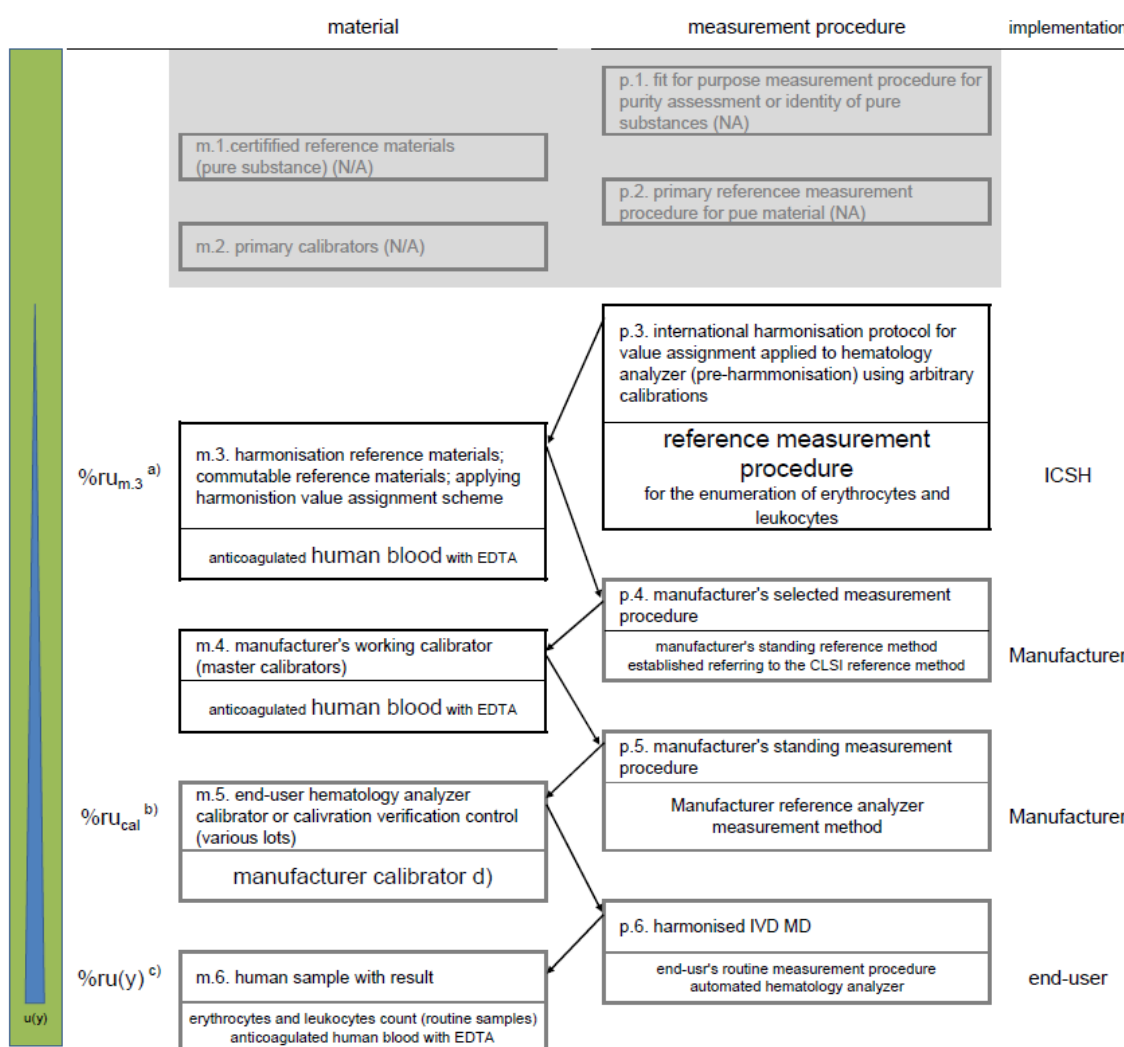 material
measurement procedure
implementation
p.1. fit for purpose measurement procedure for
purity assessment or identity of pure
substances (NA)
m.1.certifified reference materials
(pure substance) (N/A)
p.2. primary referencee measurement
procedure for pue material (NA)
m.2. primary calibrators (N/A)
p.3. international harmonisation protocol for
value assignment applied to hematology
analyzer (pre-harmmonisation) using arbitrary
calibrations
reference measurement
procedure
for the enumeration of erythrocytes and
leukocytes
ICSH
%ru m.3 a)
m.3. harmonisation reference materials;
commutable reference materials; applying
harmonistion value assignment scheme
anticoagulated human blood with EDTA
p.4. manufacturer's selected measurement
procedure
manufacturer's standing reference method
established referring to the CLSI reference method
Manufacturer
m.4. manufacturer's working calibrator
(master calibrators)
anticoagulated human blood with EDTA
p.5. manufacturer's standing measurement
procedure
Manufacturer reference analyzer
measurement method
Manufacturer
%ru cal b)
m.5. end-user hematology analyzer
calibrator or calivration verification control
(various lots)
manufacturer calibrator d)
p.6. harmonised IVD MD
end-usr's routine measurement procedure
automated hematology analyzer
end-user
%ru(y) c)
m.6. human sample with result
erythrocytes and leukocytes count (routine samples)
anticoagulated human blood with EDTA
u(y)